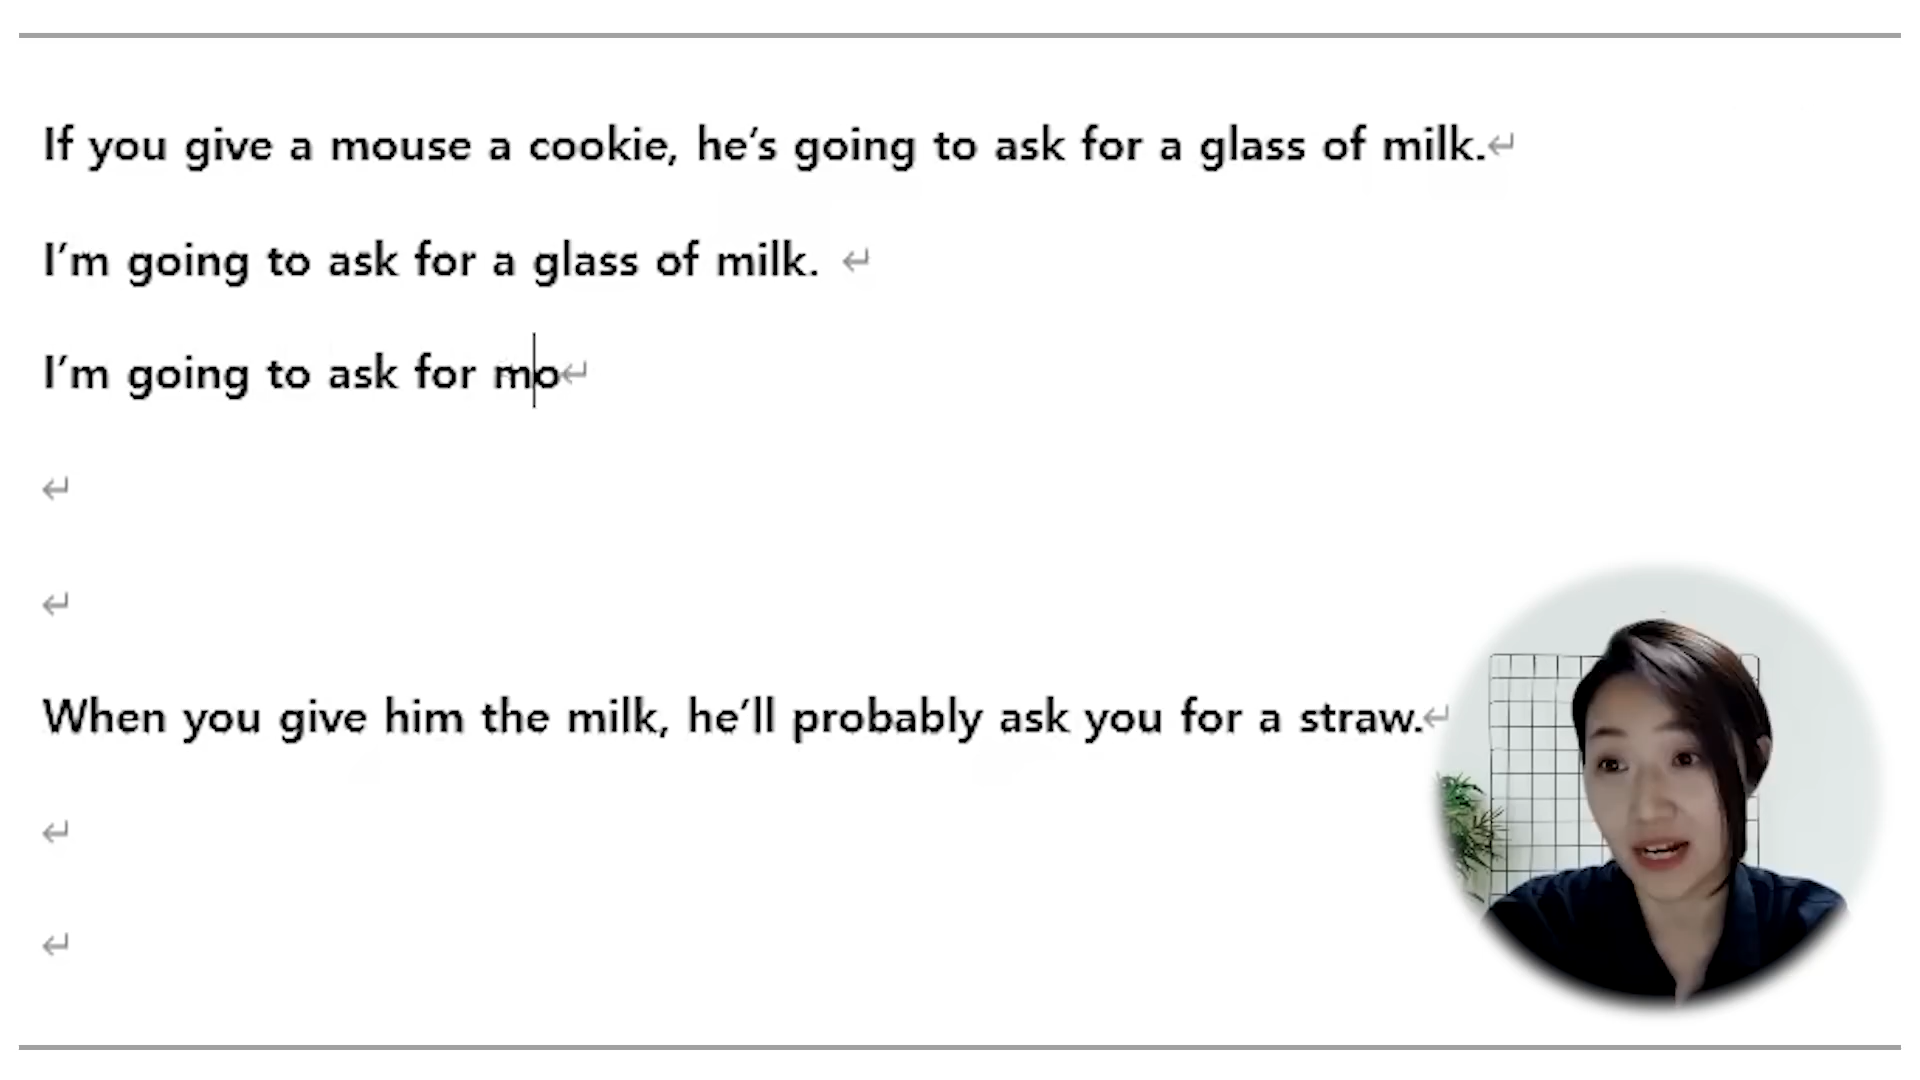 If you give a mouse a cookie, he’s going to ask for a glass of milk.
I’m going to ask for a glass of milk.
I’m going to ask for mo
When you give him the milk, he’ll probably ask you for a straw.